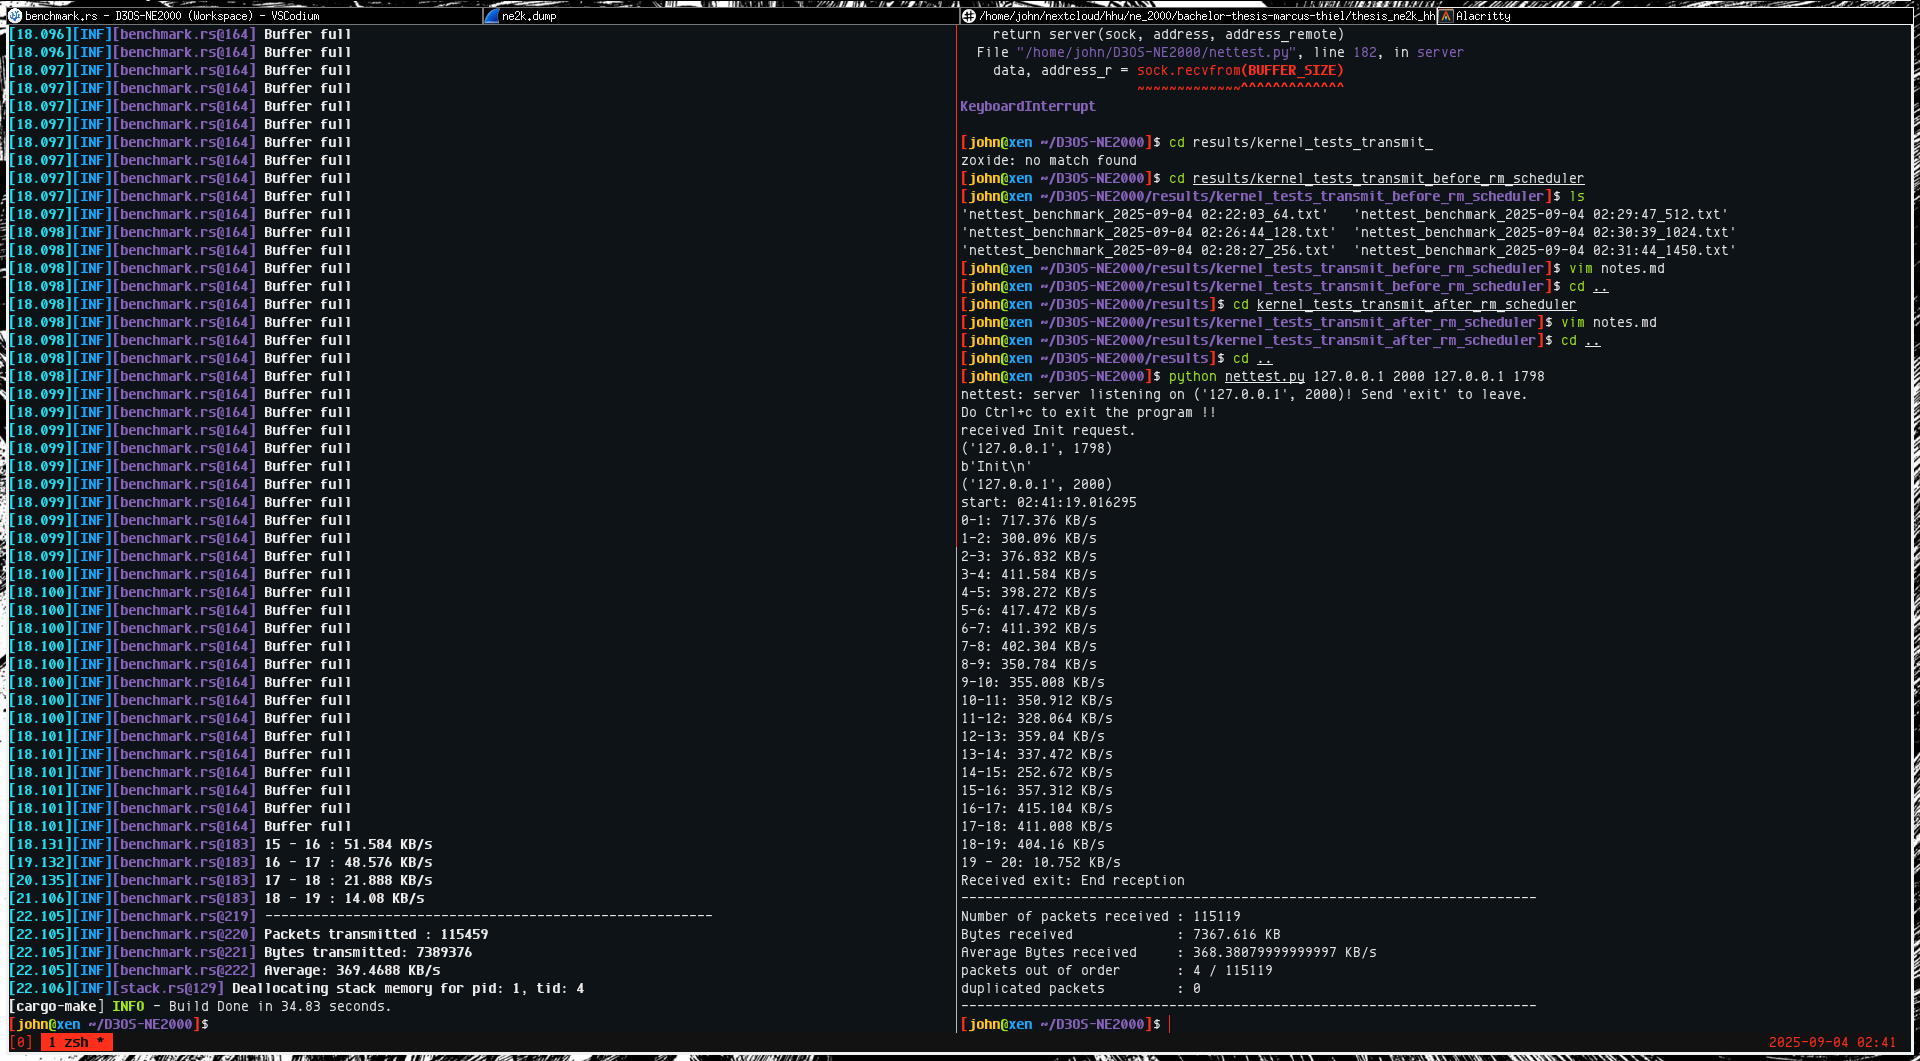 benchmark.rs - D3OS-NE2000 (Workspace) - VSCodium
ne2k.dump
/home/john/nextcloud/hhu/ne_2000/bachelor-thesis-marcus-thiel/thesis_ne2k_hh
Alacritty
[18.096][INF][benchmark.rs@164] Buffer full
[18.096][INF][benchmark.rs@164] Buffer full
[18.097][INF][benchmark.rs@164] Buffer full
[18.097][INF][benchmark.rs@164] Buffer full
[18.097][INF][benchmark.rs@164] Buffer full
[18.097][INF][benchmark.rs@164] Buffer full
[18.097][INF][benchmark.rs@164] Buffer full
[18.097][INF][benchmark.rs@164] Buffer full
[18.097][INF][benchmark.rs@164] Buffer full
[18.097][INF][benchmark.rs@164] Buffer full
[18.097][INF][benchmark.rs@164] Buffer full
[18.098][INF][benchmark.rs@164] Buffer full
[18.098][INF][benchmark.rs@164] Buffer full
[18.098][INF][benchmark.rs@164] Buffer full
[18.098][INF][benchmark.rs@164] Buffer full
[18.098][INF][benchmark.rs@164] Buffer full
[18.098][INF][benchmark.rs@164] Buffer full
[18.098][INF][benchmark.rs@164] Buffer full
[18.098][INF][benchmark.rs@164] Buffer full
[18.098][INF][benchmark.rs@164] Buffer full
[18.099][INF][benchmark.rs@164] Buffer full
[18.099][INF][benchmark.rs@164] Buffer full
[18.099][INF][benchmark.rs@164] Buffer full
[18.099][INF][benchmark.rs@164] Buffer full
[18.099][INF][benchmark.rs@164] Buffer full
[18.099][INF][benchmark.rs@164] Buffer full
[18.099][INF][benchmark.rs@164] Buffer full
[18.099][INF][benchmark.rs@164] Buffer full
[18.099][INF][benchmark.rs@164] Buffer full
[18.099][INF][benchmark.rs@164] Buffer full
[18.100][INF][benchmark.rs@164] Buffer full
[18.100][INF][benchmark.rs@164] Buffer full
[18.100][INF][benchmark.rs@164] Buffer full
[18.100][INF][benchmark.rs@164] Buffer full
[18.100][INF][benchmark.rs@164] Buffer full
[18.100][INF][benchmark.rs@164] Buffer full
[18.100][INF][benchmark.rs@164] Buffer full
[18.100][INF][benchmark.rs@164] Buffer full
[18.100][INF][benchmark.rs@164] Buffer full
[18.101][INF][benchmark.rs@164] Buffer full
[18.101][INF][benchmark.rs@164] Buffer full
[18.101][INF][benchmark.rs@164] Buffer full
[18.101][INF][benchmark.rs@164] Buffer full
[18.101][INF][benchmark.rs@164] Buffer full
[18.101][INF][benchmark.rs@164] Buffer full
[18.131][INF][benchmark.rs@183] 15 - 16 : 51.584 KB/s
[19.132][INF][benchmark.rs@183] 16 - 17 : 48.576 KB/s
[20.135][INF][benchmark.rs@183] 17 - 18 : 21.888 KB/s
[21.106][INF][benchmark.rs@183] 18 - 19 : 14.08 KB/s
[22.105][INF][benchmark.rs@219] --------------------------------------------------------
[22.105][INF][benchmark.rs@220] Packets transmitted : 115459
[22.105][INF][benchmark.rs@221] Bytes transmitted: 7389376
[22.105][INF][benchmark.rs@222] Average: 369.4688 KB/s
[22.106][INF][stack.rs@129] Deallocating stack memory for pid: 1, tid: 4
[cargo-make] INFO - Build Done in 34.83 seconds.
[john@xen ~/D3OS-NE2000]$
return server(sock, address, address_remote)
File "/home/john/D3OS-NE2000/nettest.py", line 182, in server
data, address_r = sock.recvfrom(BUFFER_SIZE)
~~~~~~~~~~~~~^^^^^^^^^^^^^
KeyboardInterrupt
[john@xen ~/D3OS-NE2000]$ cd results/kernel_tests_transmit_
zoxide: no match found
[john@xen ~/D3OS-NE2000]$ cd results/kernel_tests_transmit_before_rm_scheduler
[john@xen ~/D3OS-NE2000/results/kernel_tests_transmit_before_rm_scheduler]$ ls
'nettest_benchmark_2025-09-04 02:22:03_64.txt'   'nettest_benchmark_2025-09-04 02:29:47_512.txt'
'nettest_benchmark_2025-09-04 02:26:44_128.txt'  'nettest_benchmark_2025-09-04 02:30:39_1024.txt'
'nettest_benchmark_2025-09-04 02:28:27_256.txt'  'nettest_benchmark_2025-09-04 02:31:44_1450.txt'
[john@xen ~/D3OS-NE2000/results/kernel_tests_transmit_before_rm_scheduler]$ vim notes.md
[john@xen ~/D3OS-NE2000/results/kernel_tests_transmit_before_rm_scheduler]$ cd ..
[john@xen ~/D3OS-NE2000/results]$ cd kernel_tests_transmit_after_rm_scheduler
[john@xen ~/D3OS-NE2000/results/kernel_tests_transmit_after_rm_scheduler]$ vim notes.md
[john@xen ~/D3OS-NE2000/results/kernel_tests_transmit_after_rm_scheduler]$ cd ..
[john@xen ~/D3OS-NE2000/results]$ cd ..
[john@xen ~/D3OS-NE2000]$ python nettest.py 127.0.0.1 2000 127.0.0.1 1798
nettest: server listening on ('127.0.0.1', 2000)! Send 'exit' to leave.
Do Ctrl+c to exit the program !!
received Init request.
('127.0.0.1', 1798)
b'Init\n'
('127.0.0.1', 2000)
start: 02:41:19.016295
0-1: 717.376 KB/s
1-2: 300.096 KB/s
2-3: 376.832 KB/s
3-4: 411.584 KB/s
4-5: 398.272 KB/s
5-6: 417.472 KB/s
6-7: 411.392 KB/s
7-8: 402.304 KB/s
8-9: 350.784 KB/s
9-10: 355.008 KB/s
10-11: 350.912 KB/s
11-12: 328.064 KB/s
12-13: 359.04 KB/s
13-14: 337.472 KB/s
14-15: 252.672 KB/s
15-16: 357.312 KB/s
16-17: 415.104 KB/s
17-18: 411.008 KB/s
18-19: 404.16 KB/s
19 - 20: 10.752 KB/s
Received exit: End reception
------------------------------------------------------------------------
Number of packets received : 115119
Bytes received             : 7367.616 KB
Average Bytes received     : 368.38079999999997 KB/s
packets out of order       : 4 / 115119
duplicated packets         : 0
------------------------------------------------------------------------
[john@xen ~/D3OS-NE2000]$
[0] 1 zsh *
2025-09-04 02:41